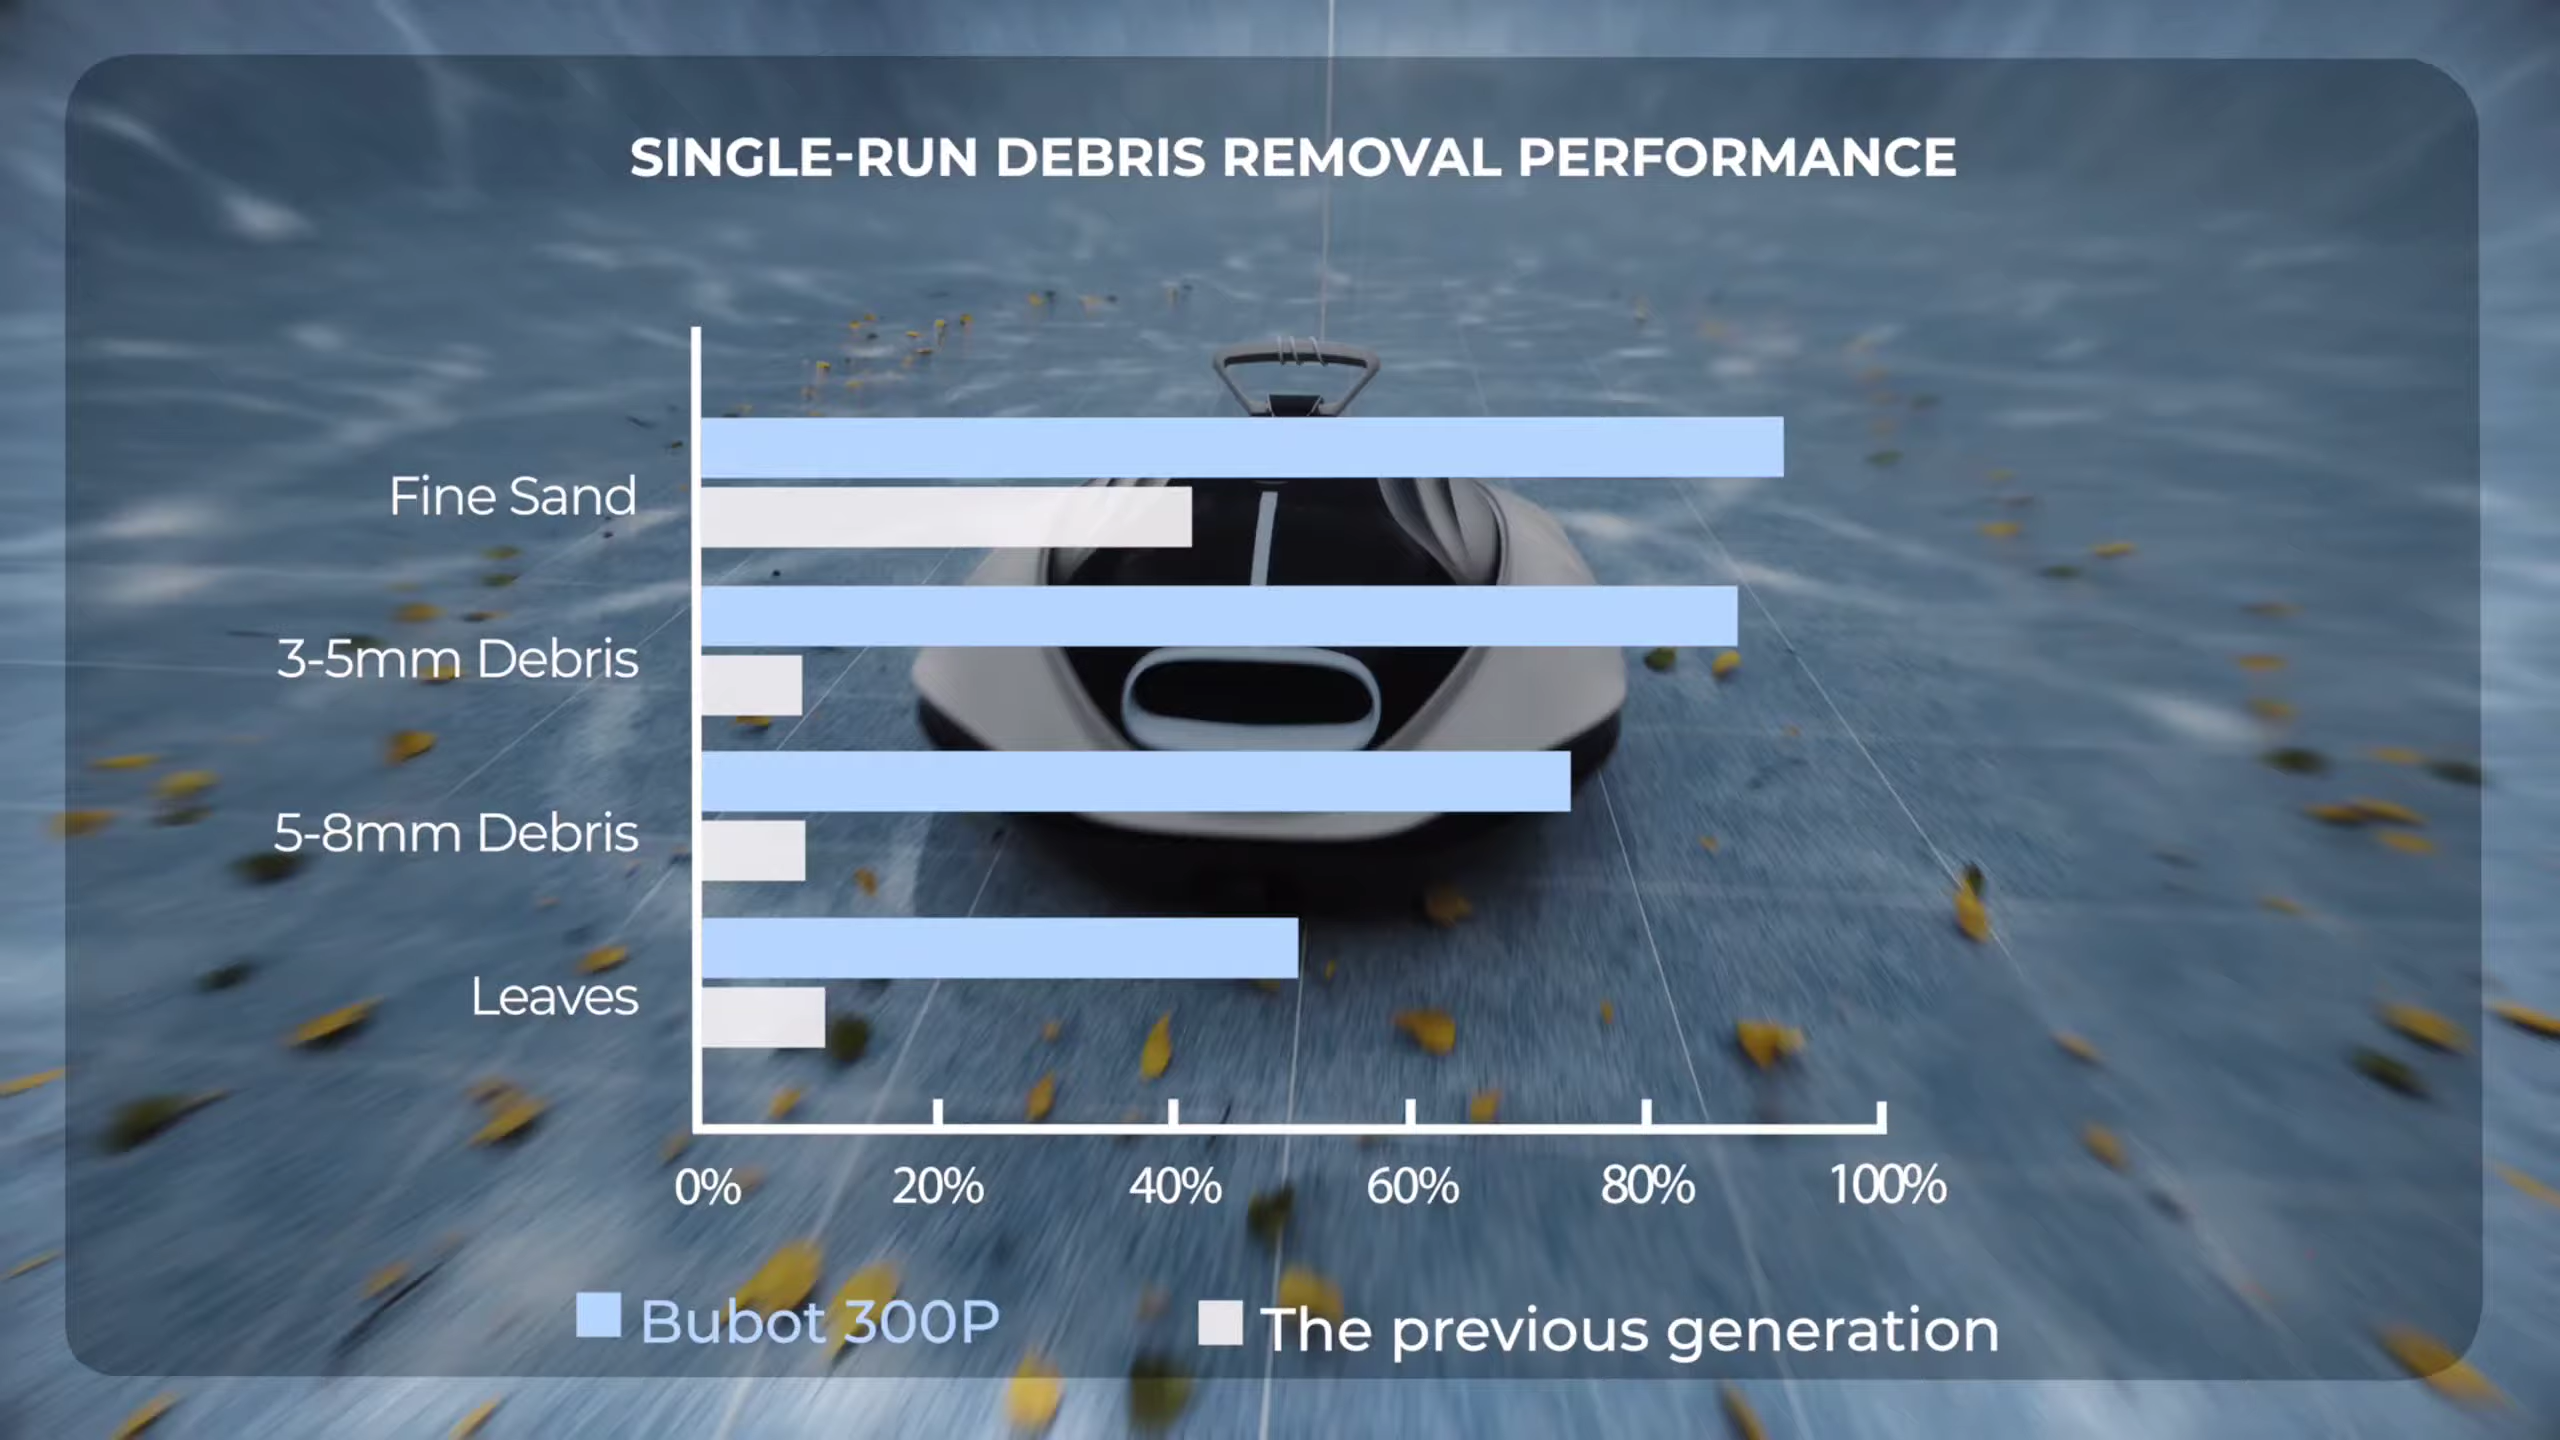 SINGLE-RUN DEBRIS REMOVAL PERFORMANCE
Fine Sand
3-5mm Debris
5-8mm Debris
Leaves
0% 20% 40% 60% 80% 100%
Bubot 300P The previous generation